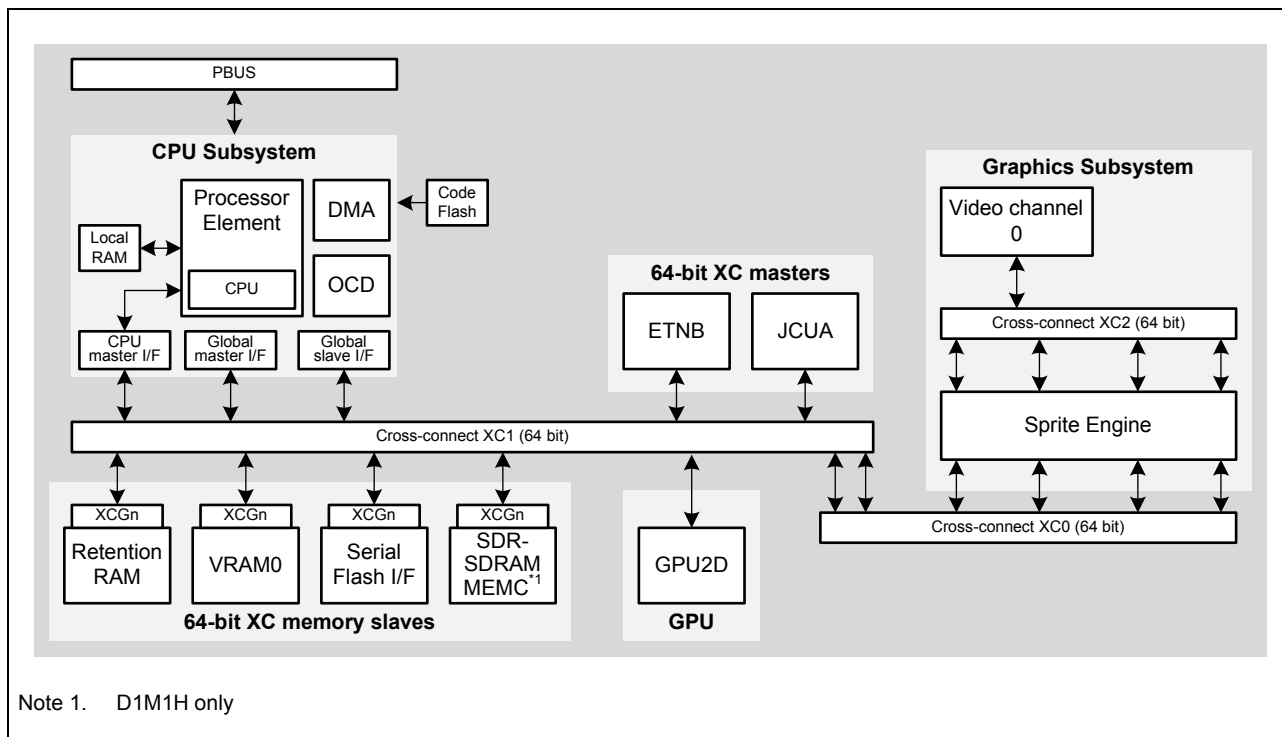 PBUS
CPU Subsystem
Processor
Element
CPU
DMA
OCD
Code
Flash
Local
RAM
CPU
master I/F
Global
master I/F
Global
slave I/F
64-bit XC masters
ETNB
JCUA
Graphics Subsystem
Video channel
0
Cross-connect XC2 (64 bit)
Sprite Engine
Cross-connect XC1 (64 bit)
Cross-connect XC0 (64 bit)
XCGn
Retention
RAM
XCGn
VRAM0
XCGn
Serial
Flash I/F
XCGn
SDR-
SDRAM
MEMC*1
64-bit XC memory slaves
GPU2D
GPU
Note 1. D1M1H only